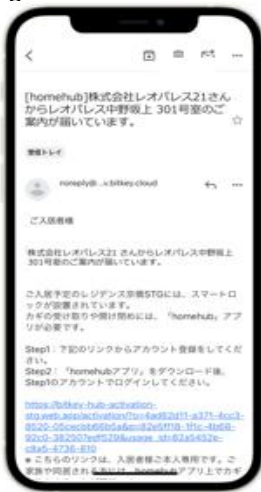 [homehub]株式会社レオパレス21さん
からレオパレス中野坂上 301号室のご
案内が届いています。
受信トレイ
noreply@...v.bitkey.cloud
ご入居者様
株式会社レオパレス21 さんからレオパレス中野坂上
301号室のご案内が届いています。
ご入居予定のレジデンス京橋STGには、スマートロ
ックが設置されています。
カギの受け取りや開け閉めには、「homehub」アプ
リが必要です。
Step1：下記のリンクからアカウント登録をしてくだ
さい。
Step2：「homehubアプリ」をダウンロード後、
Step1のアカウントでログインしてください。
https://bitkey-hub-activation-
stg.web.app/activation/?
＊こちらのリンクは、入居者様ご本人専用です。ご
homehubアプリ上でカギ